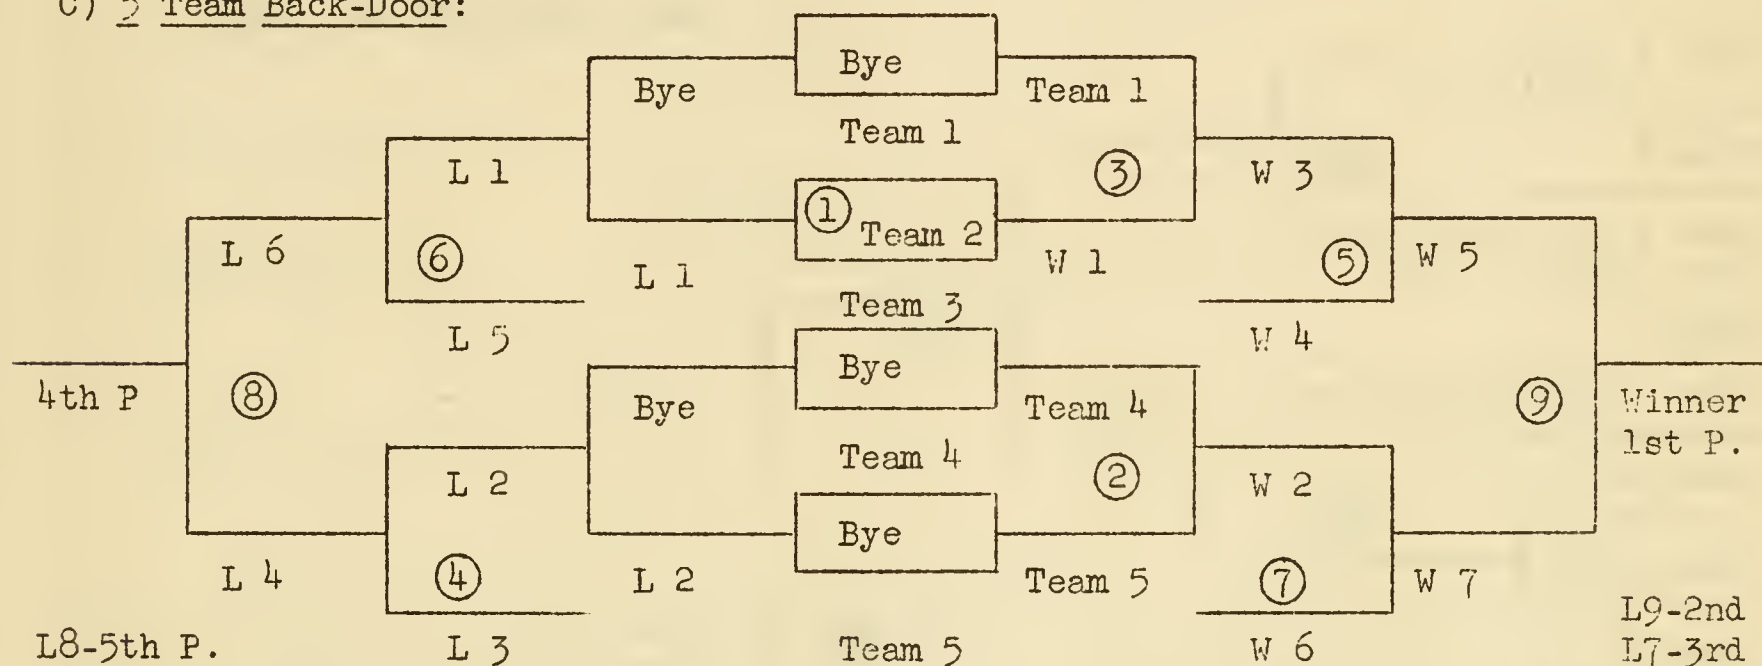 C) 5 Team Back-Door:
Bye
Bye
Team 1
Team 1
L 1
3
W 3
1
Team 2
L 6
6
L 1
W 1
5
W 5
Team 3
L 5
W 4
Bye
4th P
8
Bye
Team 4
9
Winner
1st P.
Team 4
L 2
2
W 2
Bye
L 4
4
L 2
Team 5
7
W 7
L9-2nd
L8-5th P.
L 3
Team 5
W 6
L7-3rd